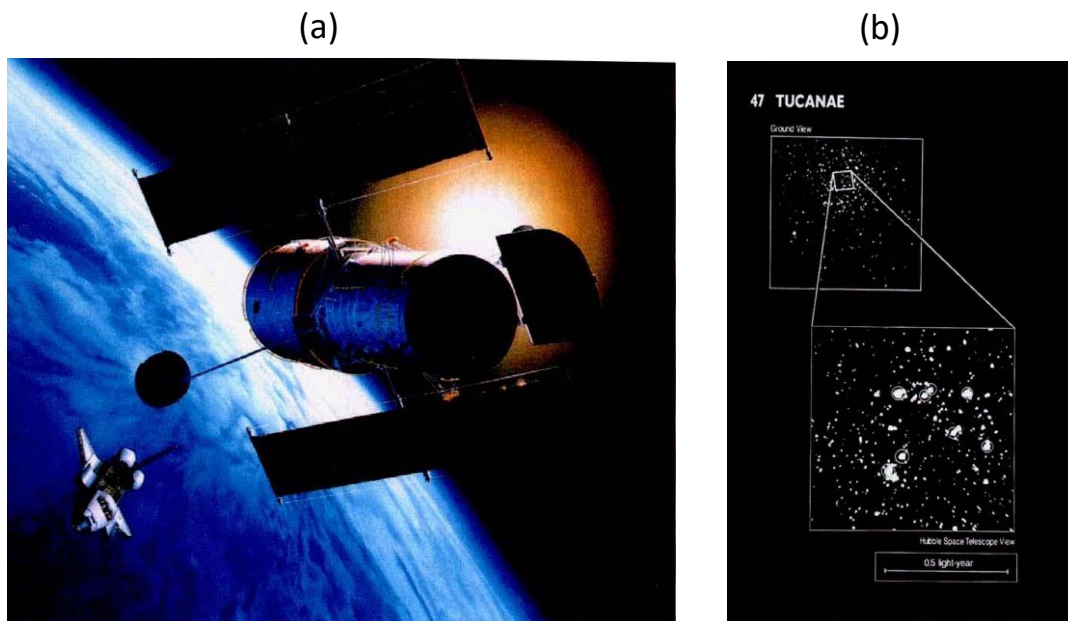 (a)
(b)
47 TUCANAE
Ground View
Hubble Space Telescope View
0.5 light-year